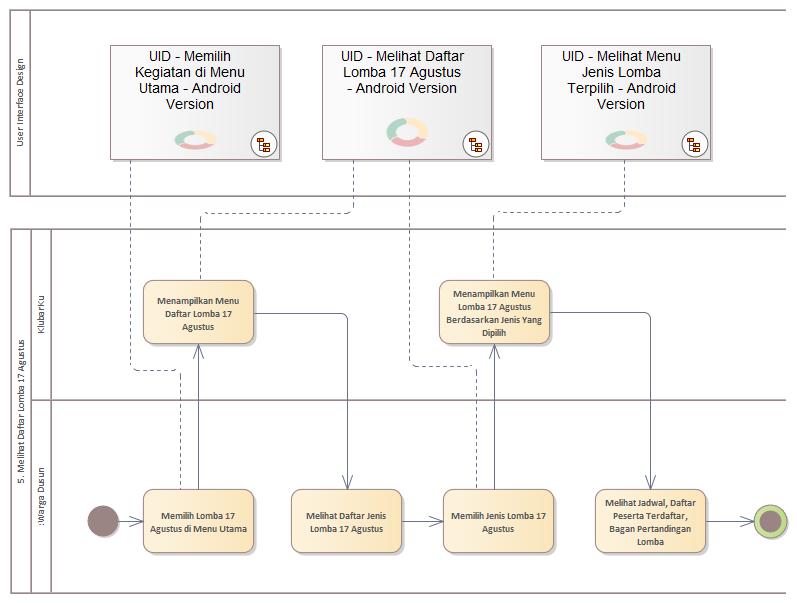 User Interface Design
UID - Memilih
Kegiatan di Menu
Utama - Android
Version
UID - Melihat Daftar
Lomba 17 Agustus
- Android Version
UID - Melihat Menu
Jenis Lomba
Terpilih - Android
Version
5. Melihat Daftar Lomba 17 Agustus
KlubarKu
:Warga Dusun
Menampilkan Menu
Daftar Lomba 17
Agustus
Menampilkan Menu
Lomba 17 Agustus
Berdasarkan Jenis Yang
Dipilih
Memilih Lomba 17
Agustus di Menu Utama
Melihat Daftar Jenis
Lomba 17 Agustus
Memilih Jenis Lomba 17
Agustus
Melihat Jadwal, Daftar
Peserta Terdaftar,
Bagan Pertandingan
Lomba